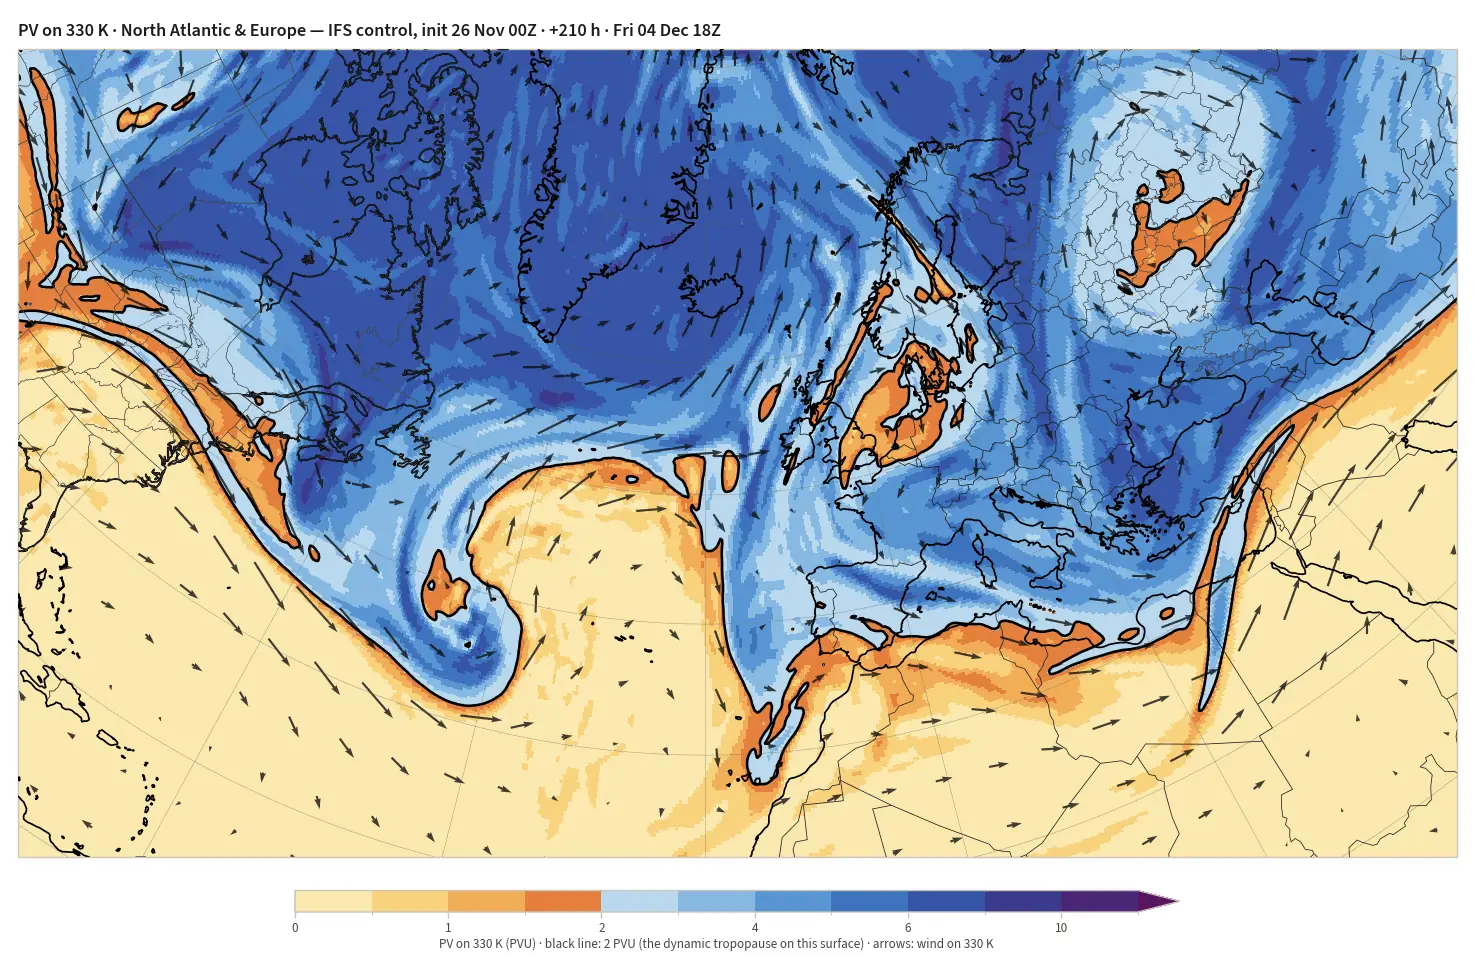 PV on 330 K · North Atlantic & Europe — IFS control, init 26 Nov 00Z · +210 h · Fri 04 Dec 18Z
0 1 2 4 6 10
PV on 330 K (PVU) · black line: 2 PVU (the dynamic tropopause on this surface) · arrows: wind on 330 K